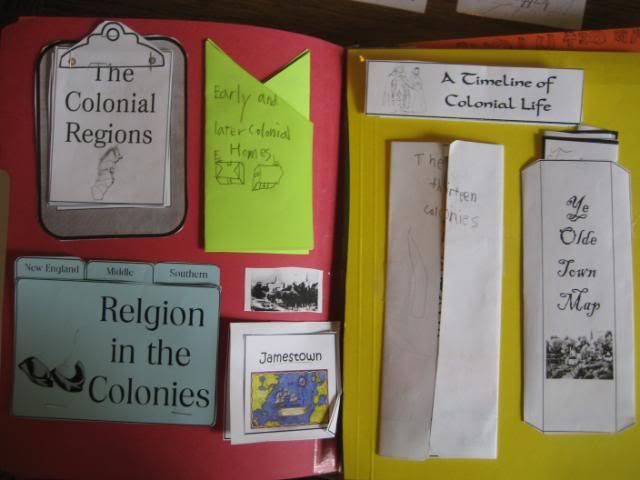 The
Colonial
Regions
Early and
later Colonial
Homes
E
L
New England
Middle
Southern
Relgion
in the
Colonies
Jamestown
A Timeline of
Colonial Life
The
thirteen
colonies
Ye
Olde
Town
Map